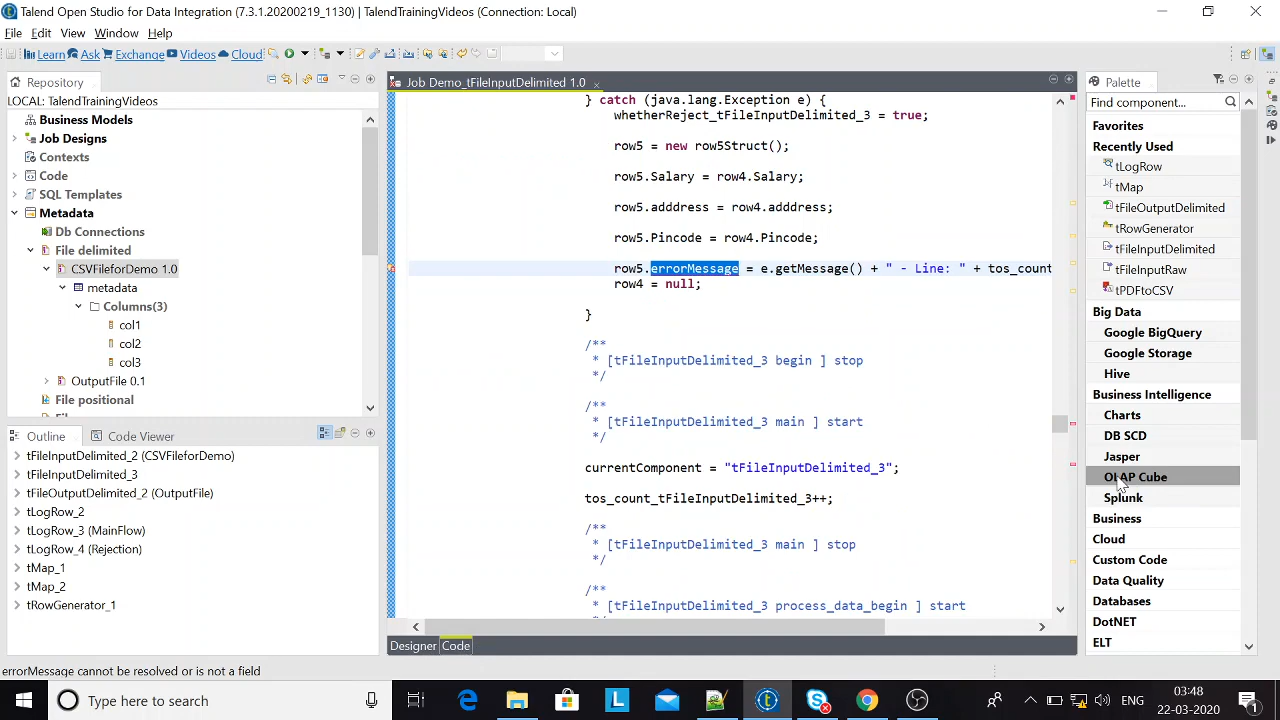 Talend Open Studio for Data Integration (7.3.1.20200219_1130) | TalendTrainingVideos (Connection: Local)
File Edit View Window Help
Learn Ask Exchange Videos Cloud
Repository
LOCAL: TalendTrainingVideos
Business Models
Job Designs
Contexts
Code
SQL Templates
Metadata
Db Connections
File delimited
CSVFileforDemo 1.0
metadata
Columns(3)
col1
col2
col3
OutputFile 0.1
File positional
Outline Code Viewer
tFileInputDelimited_2 (CSVFileforDemo)
tFileInputDelimited_3
tFileOutputDelimited_2 (OutputFile)
tLogRow_2
tLogRow_3 (MainFlow)
tLogRow_4 (Rejection)
tMap_1
tMap_2
tRowGenerator_1
Job Demo_tFileInputDelimited 1.0
} catch (java.lang.Exception e) {
whetherReject_tFileInputDelimited_3 = true;
row5 = new row5Struct();
row5.Salary = row4.Salary;
row5.adddress = row4.adddress;
row5.Pincode = row4.Pincode;
row5.errorMessage = e.getMessage() + " - Line: " + tos_count
row4 = null;
}
/**
* [tFileInputDelimited_3 begin ] stop
*/
/**
* [tFileInputDelimited_3 main ] start
*/
currentComponent = "tFileInputDelimited_3";
tos_count_tFileInputDelimited_3++;
/**
* [tFileInputDelimited_3 main ] stop
*/
/**
* [tFileInputDelimited_3 process_data_begin ] start
Designer Code
Palette
Find component...
Favorites
Recently Used
tLogRow
tMap
tFileOutputDelimited
tRowGenerator
tFileInputDelimited
tFileInputRaw
tPDFtoCSV
Big Data
Google BigQuery
Google Storage
Hive
Business Intelligence
Charts
DB SCD
Jasper
OLAP Cube
Splunk
Business
Cloud
Custom Code
Data Quality
Databases
DotNET
ELT
errorMessage cannot be resolved or is not a field
Type here to search
ENG
03:48
22-03-2020
1